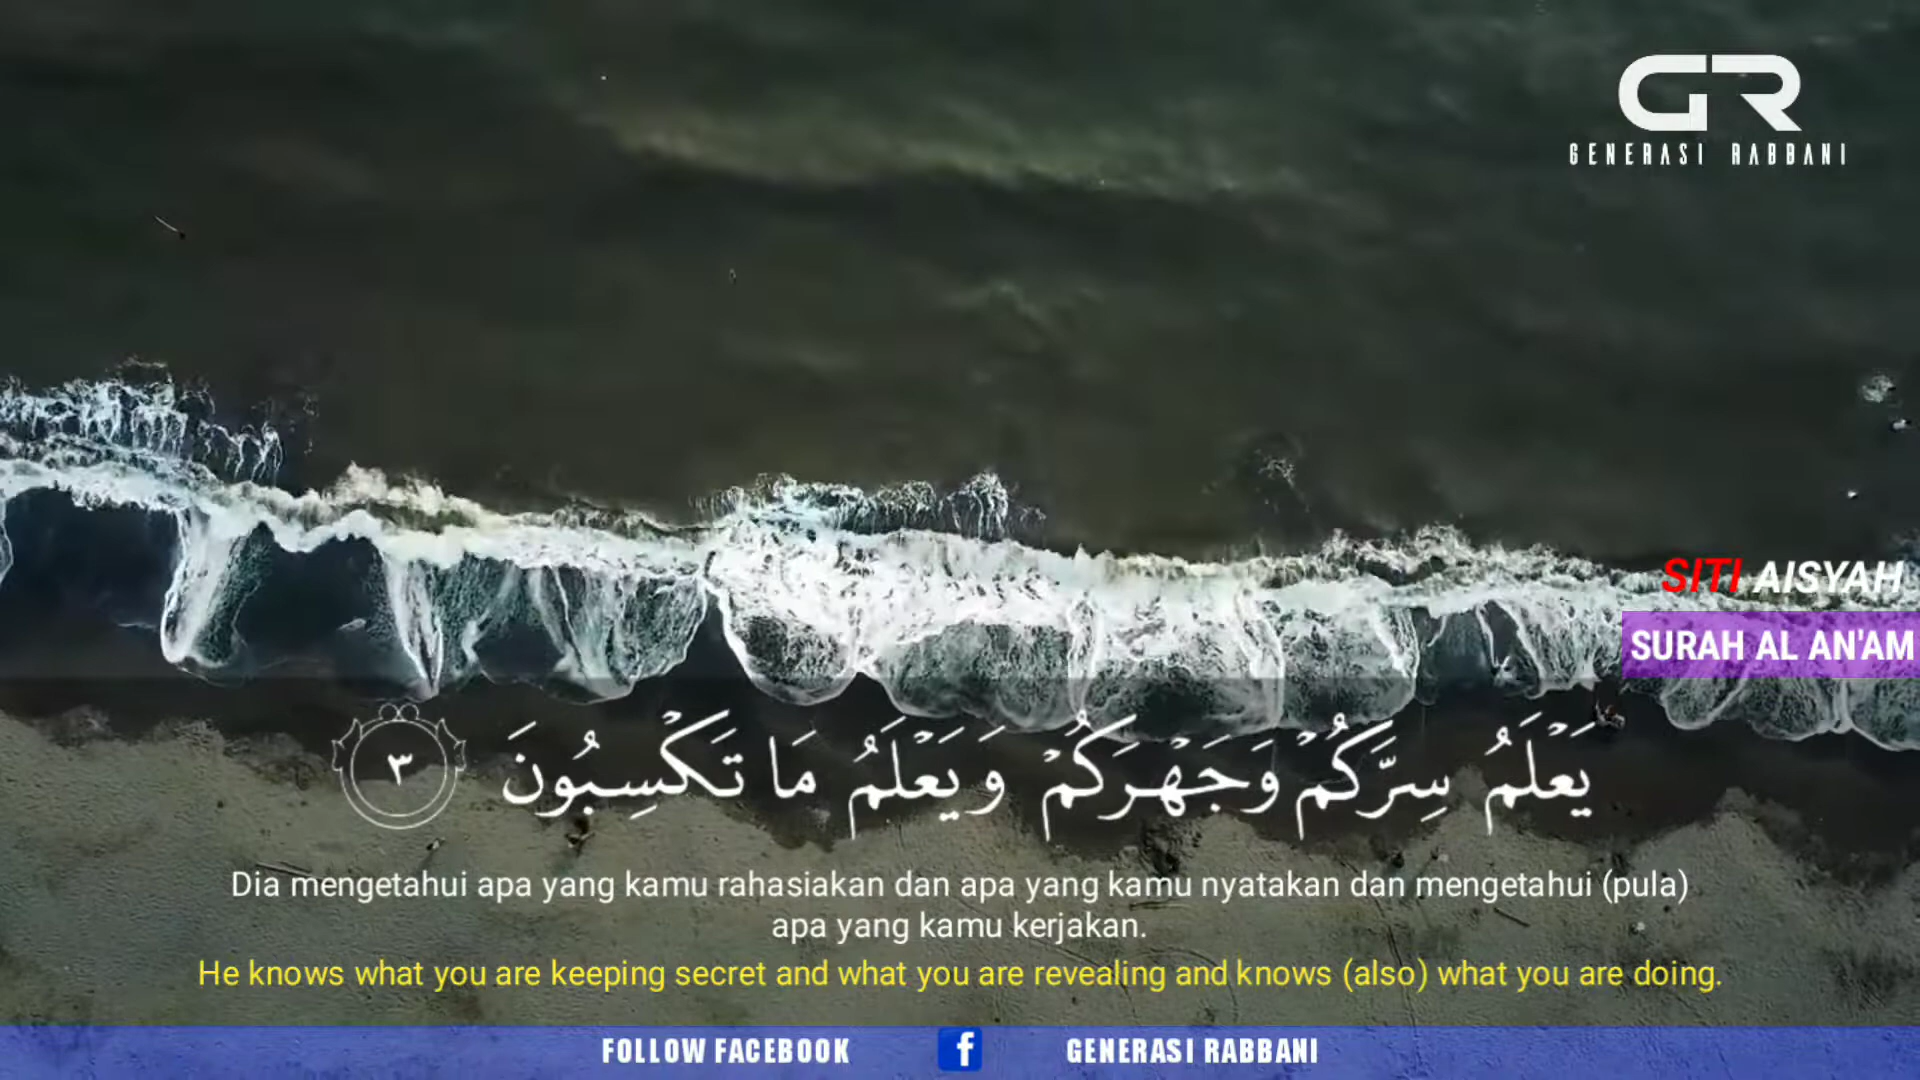 GR
GENERASI RABBANI
SITI AISYAH
SURAH AL AN'AM
يَعْلَمُ سِرَّكُمْ وَجَهْرَكُمْ وَيَعْلَمُ مَا تَكْسِبُونَ ٣
Dia mengetahui apa yang kamu rahasiakan dan apa yang kamu nyatakan dan mengetahui (pula)
apa yang kamu kerjakan.
He knows what you are keeping secret and what you are revealing and knows (also) what you are doing.
FOLLOW FACEBOOK f GENERASI RABBANI